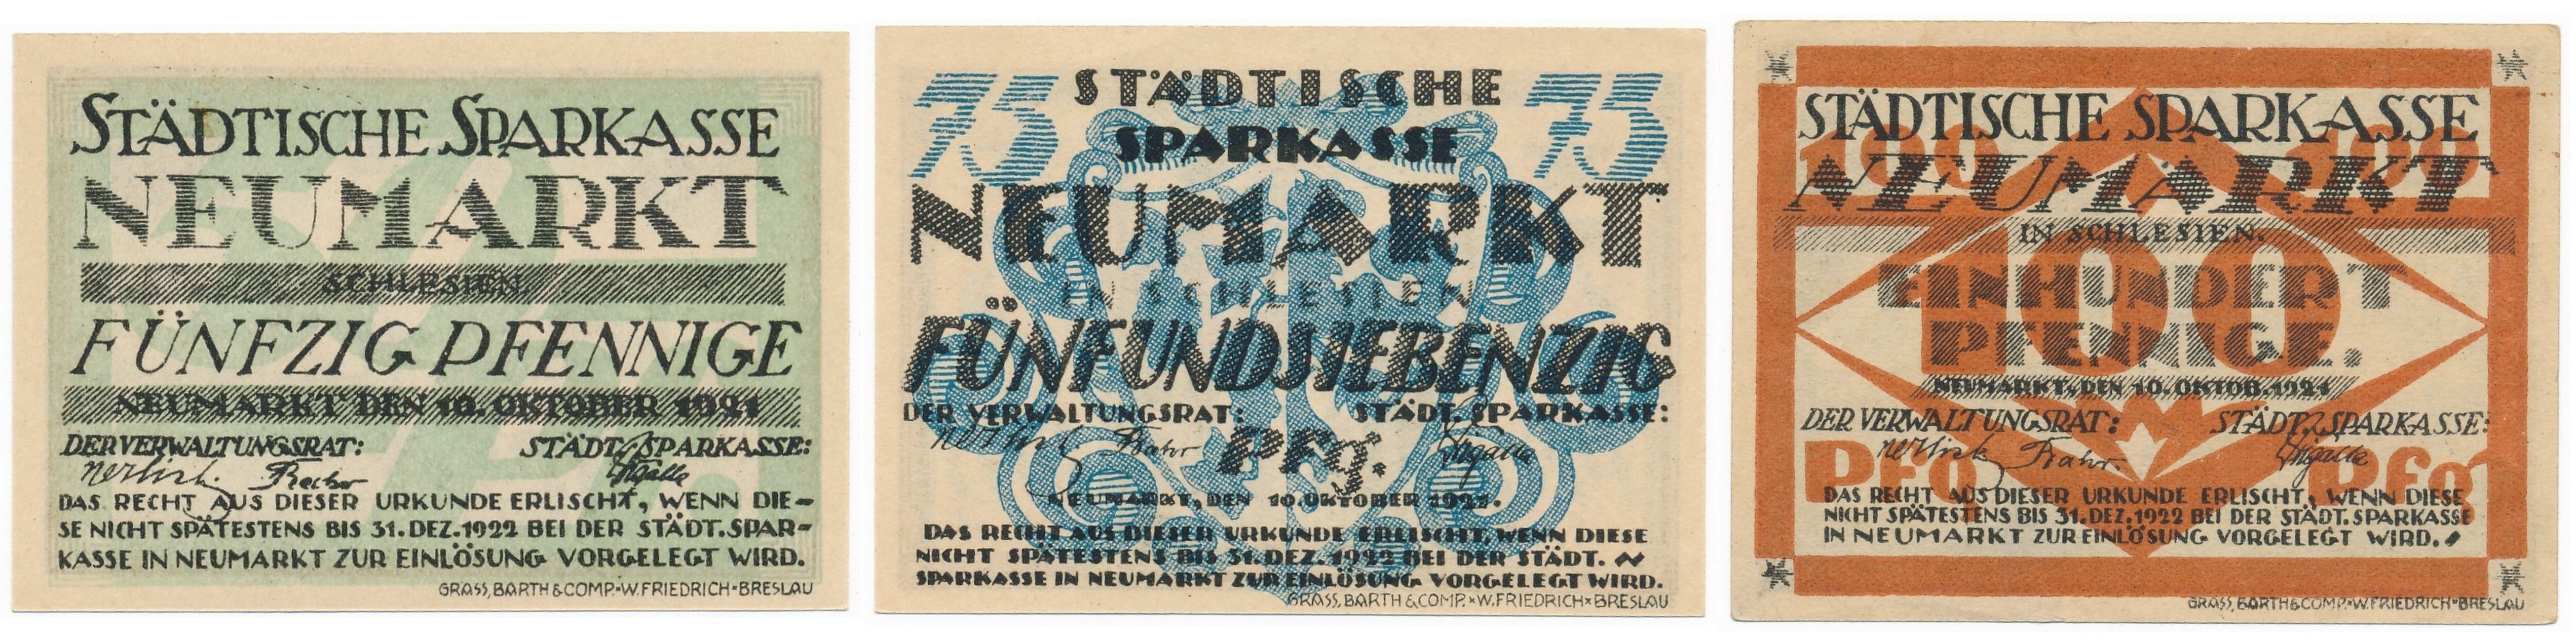 STÄDTISCHE SPARKASSE
NEUMARKT
SCHLESIEN.
FÜNFZIG PFENNIGE
NEUMARKT DEN 10. OKTOBER 1921
DER VERWALTUNGSRAT: STÄDT. SPARKASSE:
DAS RECHT AUS DIESER URKUNDE ERLISCHT, WENN DIE-
SE NICHT SPÄTESTENS BIS 31. DEZ. 1922 BEI DER STÄDT. SPAR-
KASSE IN NEUMARKT ZUR EINLÖSUNG VORGELEGT WIRD.
GRASS, BARTH & COMP.·W. FRIEDRICH·BRESLAU
75 STÄDTISCHE 75
SPARKASSE
NEUMARKT
IN SCHLESIEN
FÜNFUNDSIEBENZIG
DER VERWALTUNGSRAT: STÄDT. SPARKASSE:
PFG.
NEUMARKT, DEN 10. OKTOBER 1921.
DAS RECHT AUS DIESER URKUNDE ERLISCHT, WENN DIESE
NICHT SPÄTESTENS BIS 31. DEZ. 1922 BEI DER STÄDT.
SPARKASSE IN NEUMARKT ZUR EINLÖSUNG VORGELEGT WIRD.
GRASS, BARTH & COMP.×W. FRIEDRICH×BRESLAU
STÄDTISCHE SPARKASSE
100 100
NEUMARKT
IN SCHLESIEN.
100
EINHUNDERT
PFENNIGE.
NEUMARKT, DEN 10. OKTOB. 1921
DER VERWALTUNGSRAT: STÄDT. SPARKASSE:
Pfg Pfg
DAS RECHT AUS DIESER URKUNDE ERLISCHT, WENN DIESE
NICHT SPÄTESTENS BIS 31. DEZ. 1922 BEI DER STÄDT. SPARKASSE
IN NEUMARKT ZUR EINLÖSUNG VORGELEGT WIRD.
GRASS, BARTH & COMP.·W. FRIEDRICH·BRESLAU